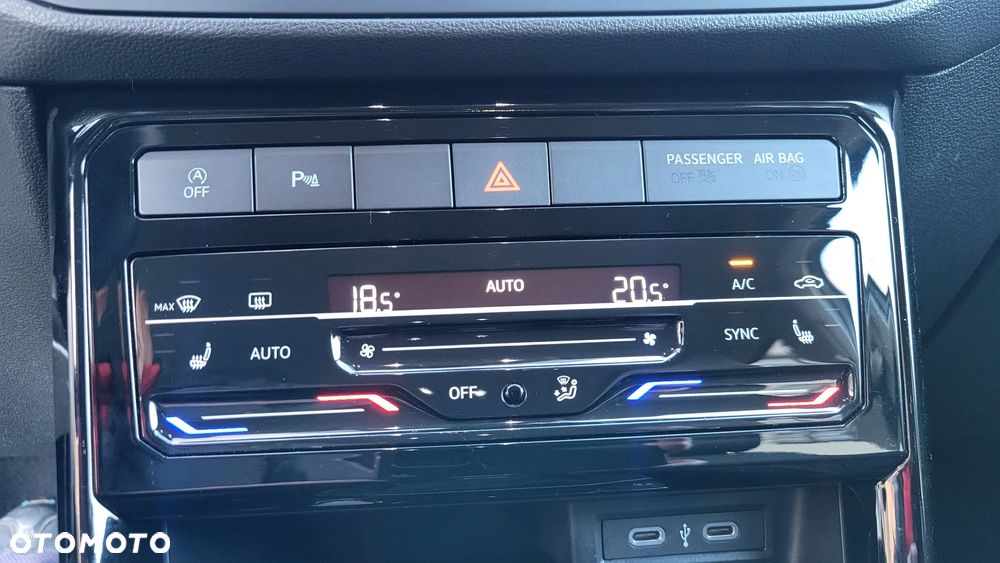 A
OFF
P
PASSENGER AIR BAG
OFF ON
MAX
18.5°
AUTO
20.5°
A/C
AUTO
SYNC
OFF
OTOMOTO